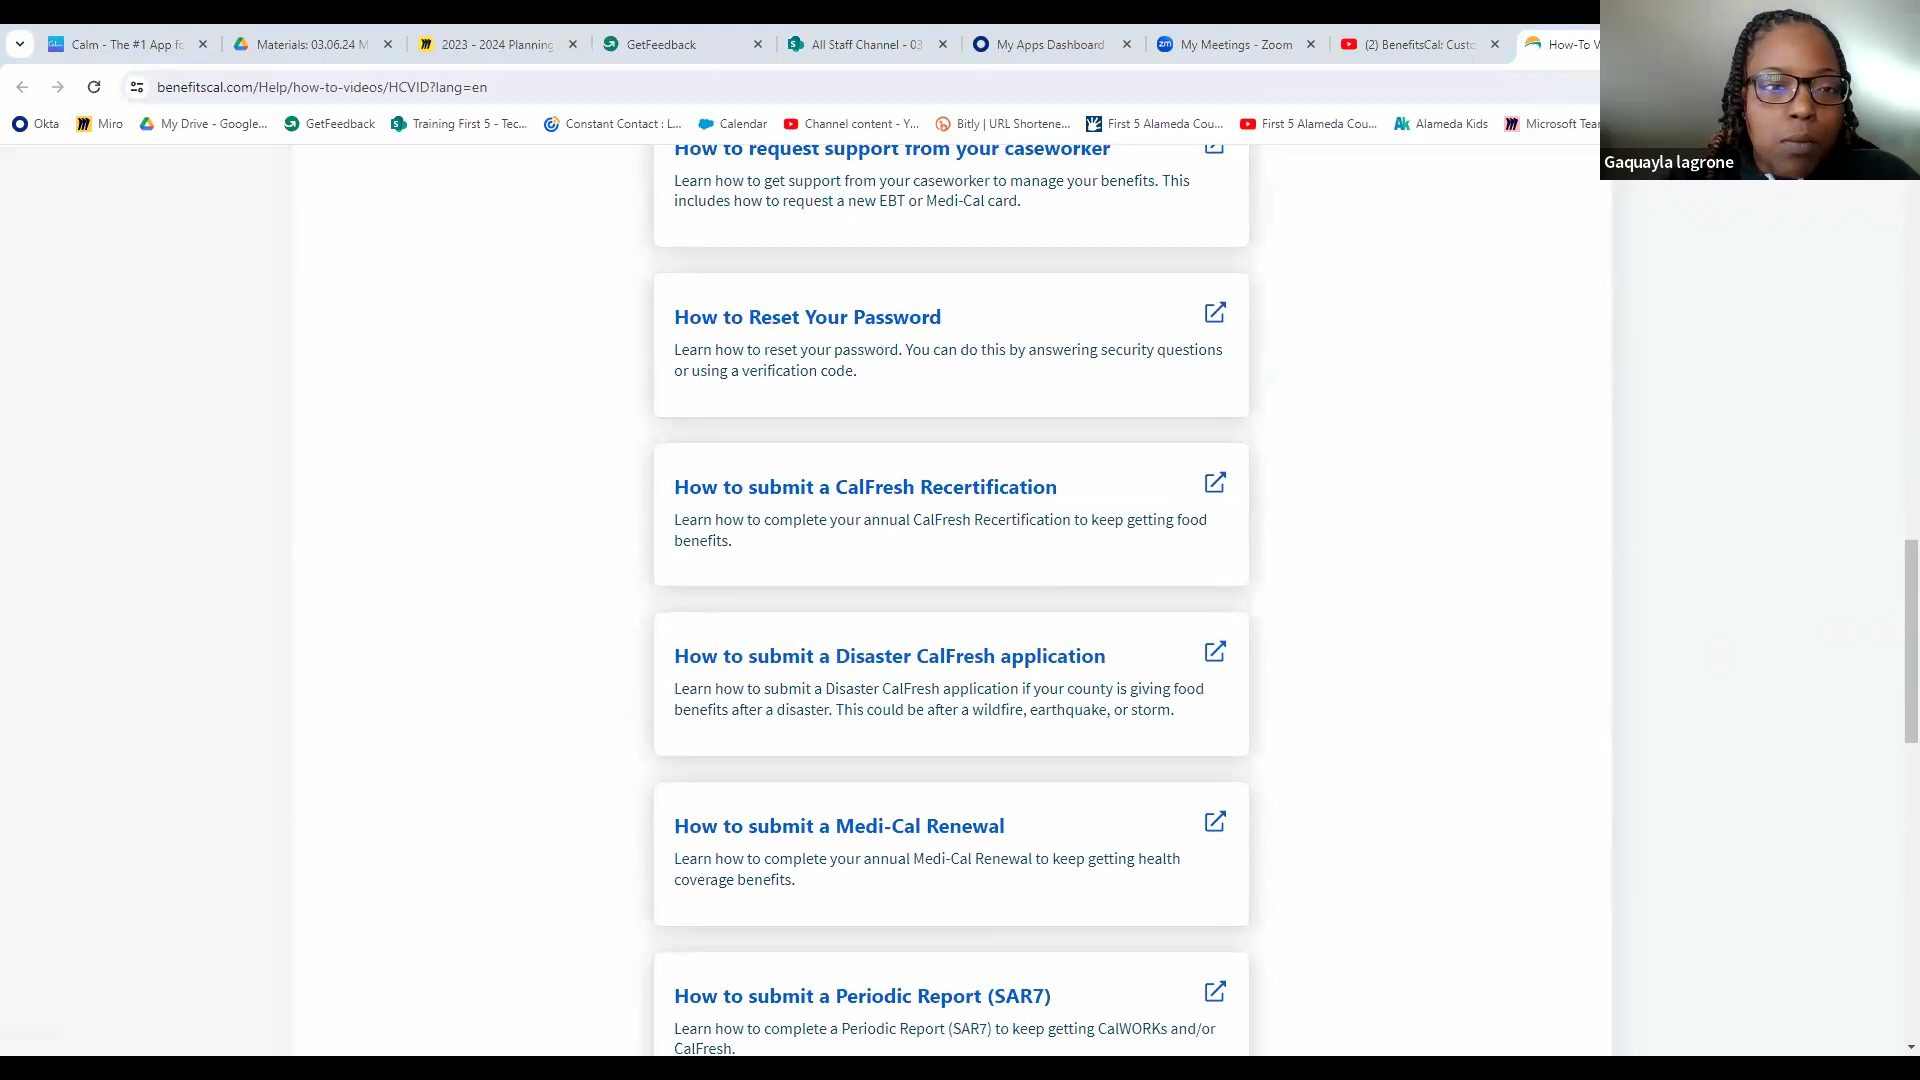 Calm - The #1 App fo
Materials: 03.06.24 M
2023 - 2024 Planning
GetFeedback
All Staff Channel - 03
My Apps Dashboard
My Meetings - Zoom
(2) BenefitsCal: Custo
How-To V
benefitscal.com/Help/how-to-videos/HCVID?lang=en
Okta
Miro
My Drive - Google...
GetFeedback
Training First 5 - Tec...
Constant Contact : L...
Calendar
Channel content - Y...
Bitly | URL Shortene...
First 5 Alameda Cou...
First 5 Alameda Cou...
Alameda Kids
Microsoft Tea
Gaquayla lagrone
How to request support from your caseworker
Learn how to get support from your caseworker to manage your benefits. This
includes how to request a new EBT or Medi-Cal card.
How to Reset Your Password
Learn how to reset your password. You can do this by answering security questions
or using a verification code.
How to submit a CalFresh Recertification
Learn how to complete your annual CalFresh Recertification to keep getting food
benefits.
How to submit a Disaster CalFresh application
Learn how to submit a Disaster CalFresh application if your county is giving food
benefits after a disaster. This could be after a wildfire, earthquake, or storm.
How to submit a Medi-Cal Renewal
Learn how to complete your annual Medi-Cal Renewal to keep getting health
coverage benefits.
How to submit a Periodic Report (SAR7)
Learn how to complete a Periodic Report (SAR7) to keep getting CalWORKs and/or
CalFresh.